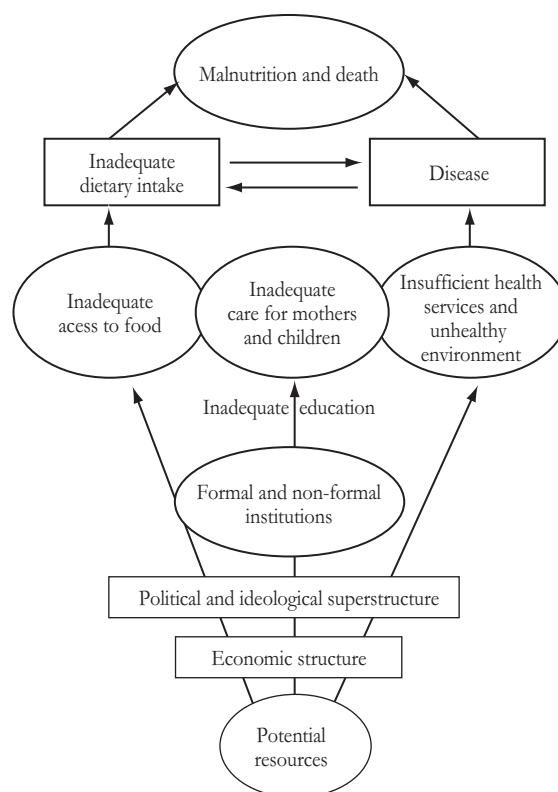 Malnutrition and death
Inadequate
dietary intake
Disease
Inadequate
acess to food
Inadequate
care for mothers
and children
Insufficient health
services and
unhealthy
environment
Inadequate education
Formal and non-formal
institutions
Political and ideological superstructure
Economic structure
Potential
resources